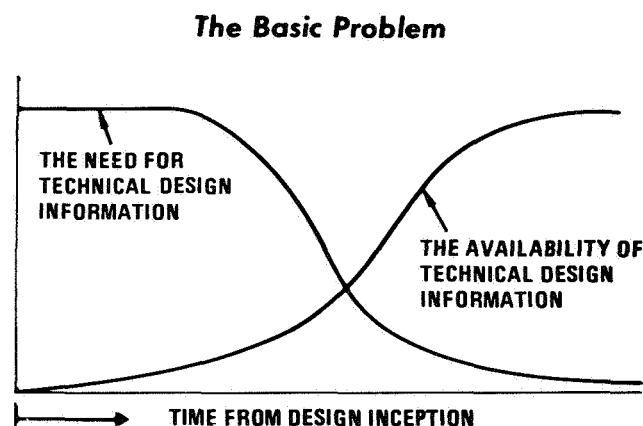 The Basic Problem
THE NEED FOR
TECHNICAL DESIGN
INFORMATION
THE AVAILABILITY OF
TECHNICAL DESIGN
INFORMATION
TIME FROM DESIGN INCEPTION